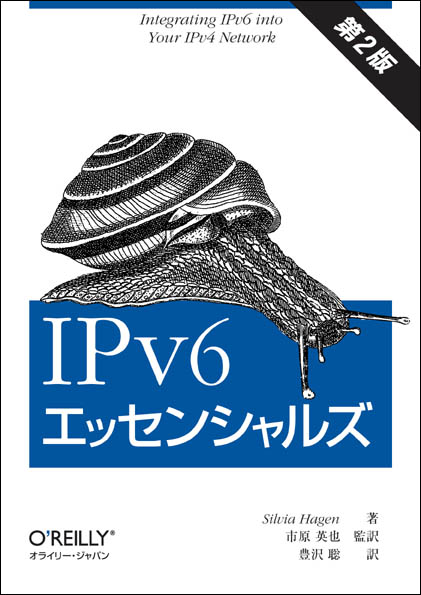 Integrating IPv6 into
Your IPv4 Network
第2版
IPv6
エッセンシャルズ
Silvia Hagen 著
市原 英也 監訳
豊沢 聡 訳
O'REILLY®
オライリー・ジャパン